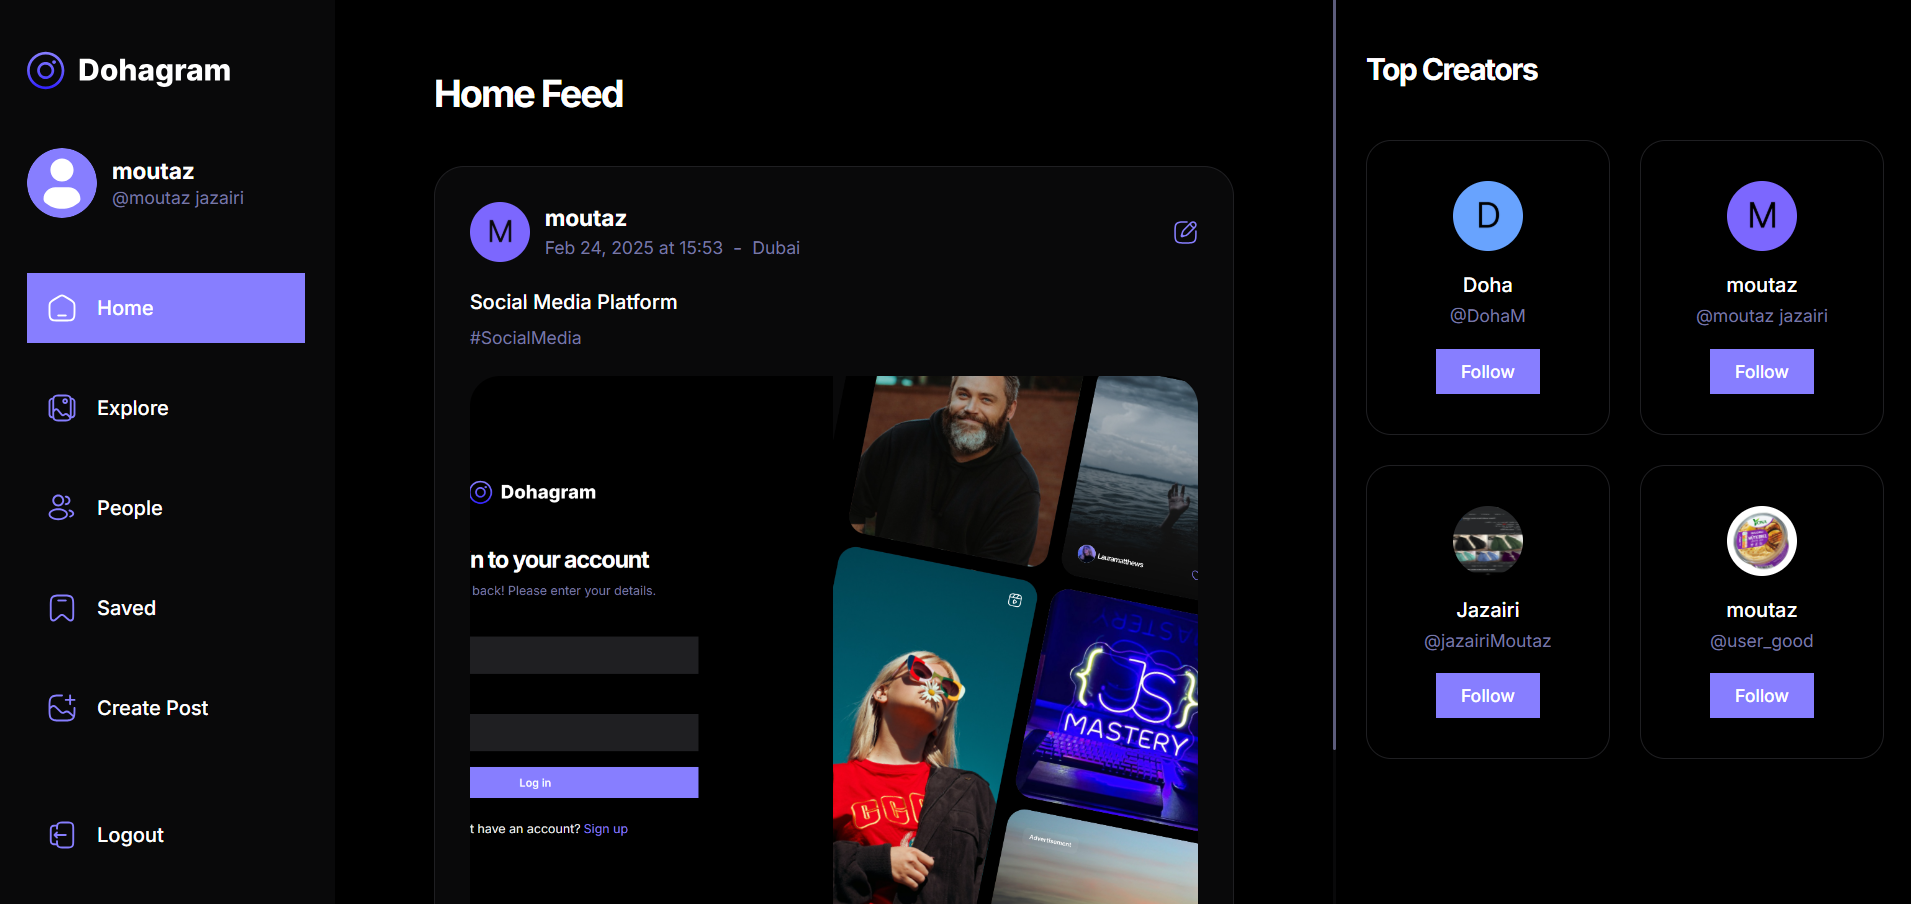 Dohagram
moutaz
@moutaz jazairi
Home
Explore
People
Saved
Create Post
Logout
Home Feed
M
moutaz
Feb 24, 2025 at 15:53 - Dubai
Social Media Platform
#SocialMedia
Dohagram
n to your account
back! Please enter your details.
Log in
t have an account? Sign up
Lauramatthews
JS
MASTERY
Advertisement
Top Creators
D
Doha
@DohaM
Follow
M
moutaz
@moutaz jazairi
Follow
Jazairi
@jazairiMoutaz
Follow
moutaz
@user_good
Follow